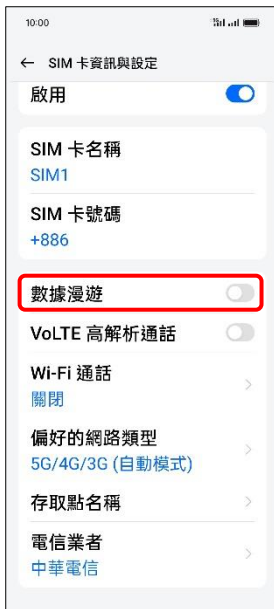 10:00
← SIM 卡資訊與設定
啟用
SIM 卡名稱
SIM1
SIM 卡號碼
+886
數據漫遊
VoLTE 高解析通話
Wi-Fi 通話
關閉
偏好的網路類型
5G/4G/3G (自動模式)
存取點名稱
電信業者
中華電信